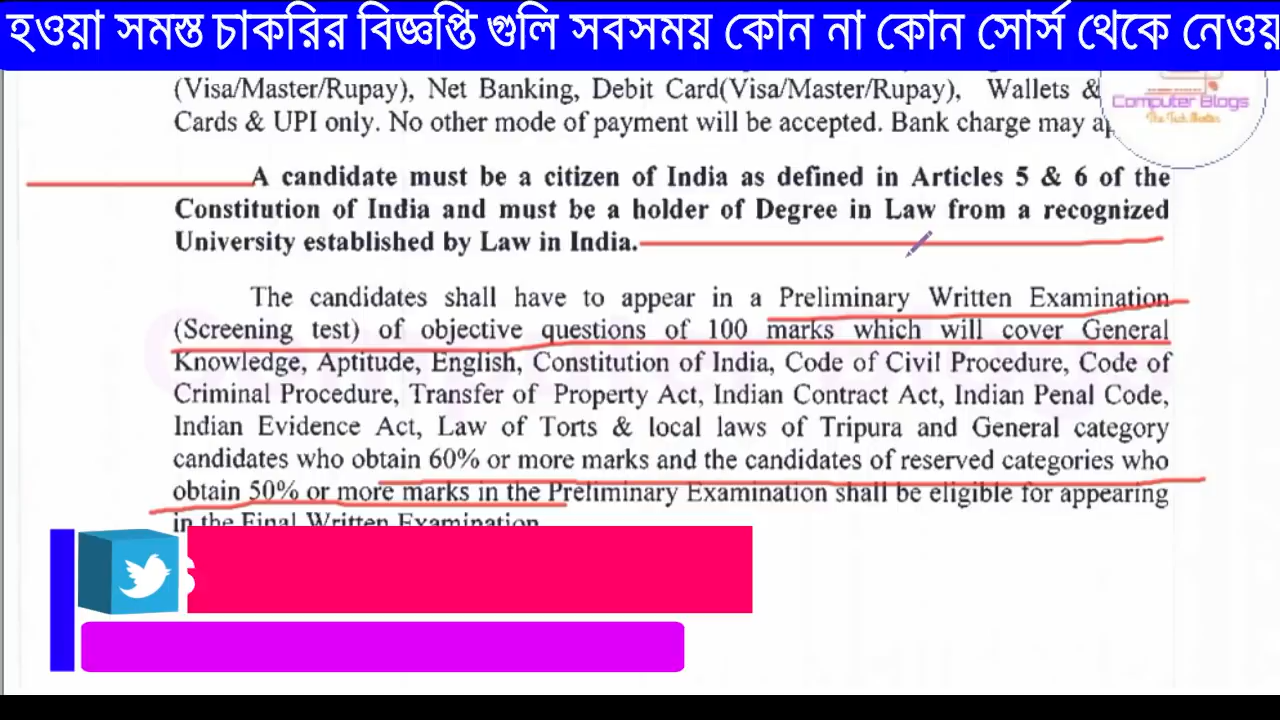 হওয়া সমস্ত চাকরির বিজ্ঞপ্তি গুলি সবসময় কোন না কোন সোর্স থেকে নেওয়
(Visa/Master/Rupay), Net Banking, Debit Card(Visa/Master/Rupay), Wallets &
Cards & UPI only. No other mode of payment will be accepted. Bank charge may
Computer Blogs
The Tech Master
A candidate must be a citizen of India as defined in Articles 5 & 6 of the
Constitution of India and must be a holder of Degree in Law from a recognized
University established by Law in India.
The candidates shall have to appear in a Preliminary Written Examination
(Screening test) of objective questions of 100 marks which will cover General
Knowledge, Aptitude, English, Constitution of India, Code of Civil Procedure, Code of
Criminal Procedure, Transfer of Property Act, Indian Contract Act, Indian Penal Code,
Indian Evidence Act, Law of Torts & local laws of Tripura and General category
candidates who obtain 60% or more marks and the candidates of reserved categories who
obtain 50% or more marks in the Preliminary Examination shall be eligible for appearing
in the Final Written Examination